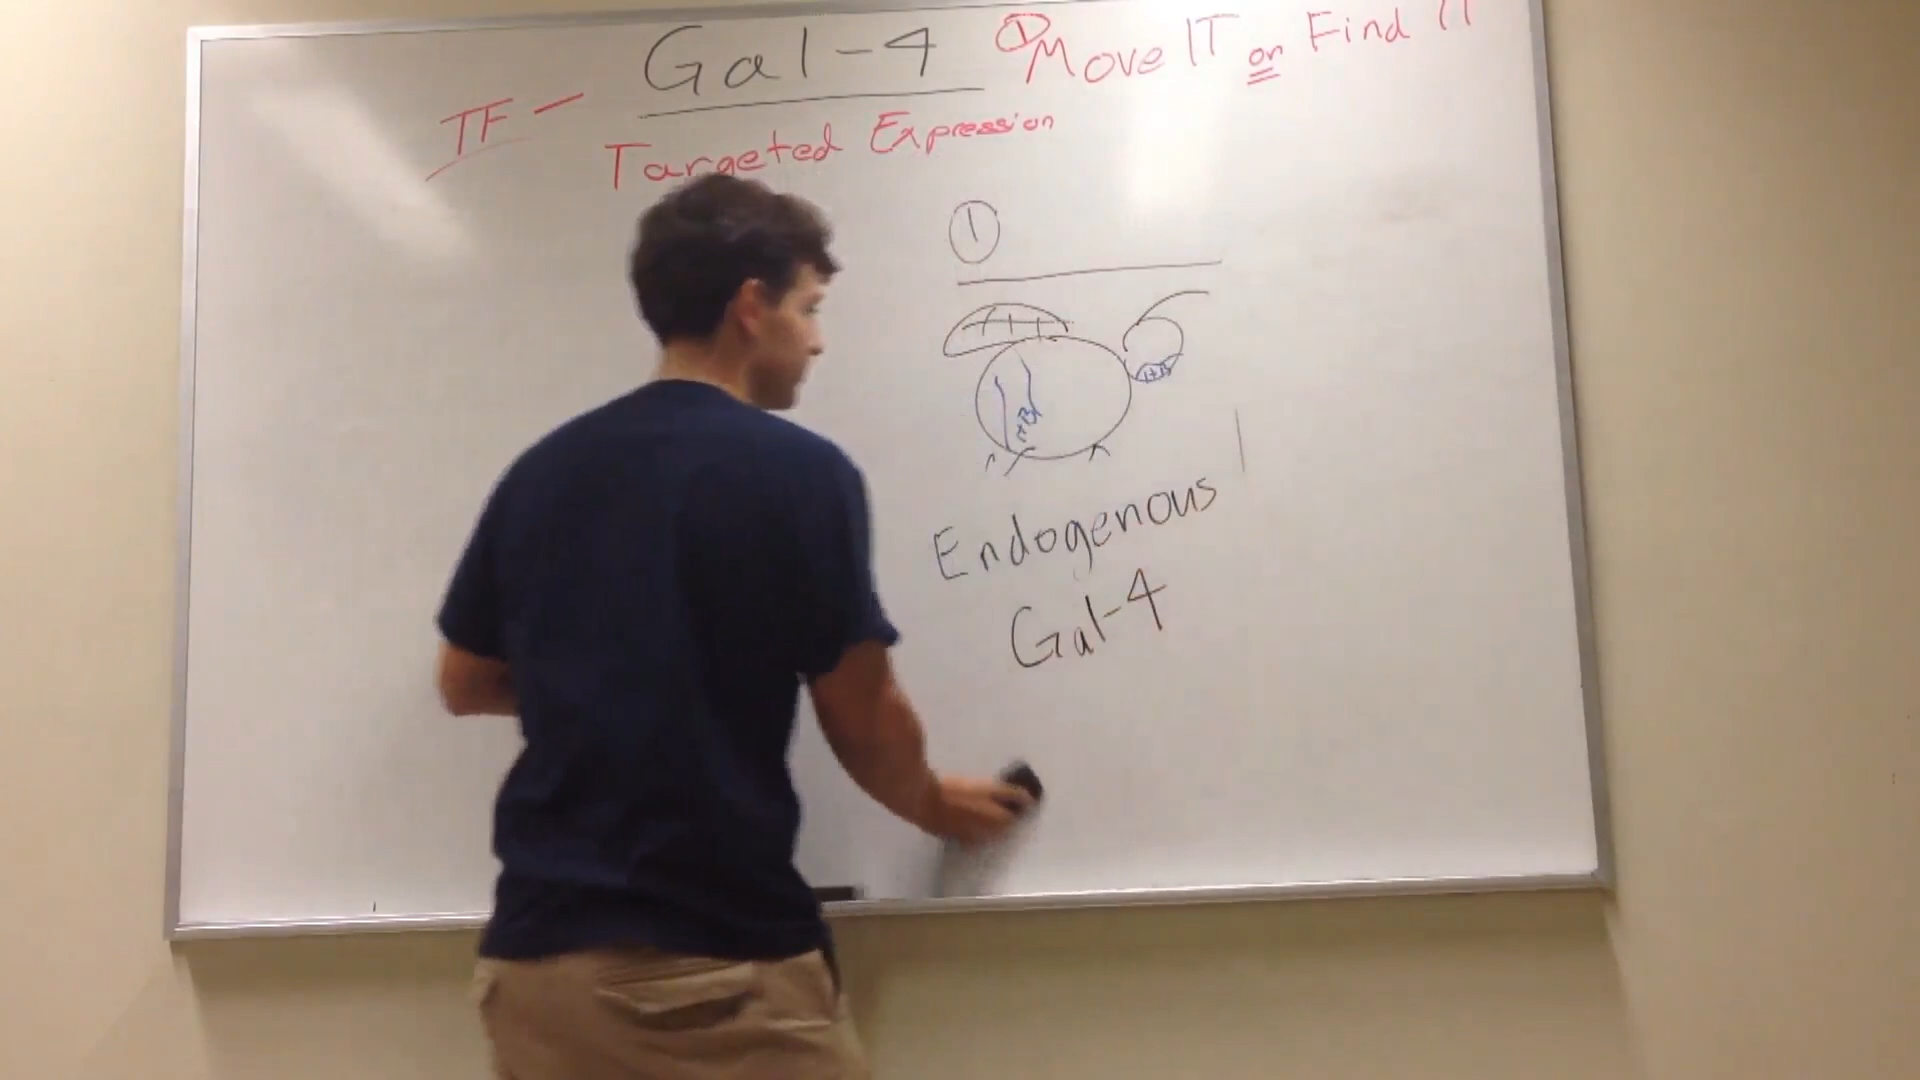 Gal-4 ① Move IT or Find IT
TF -
Targeted Expression
①
Endogenous
Gal-4